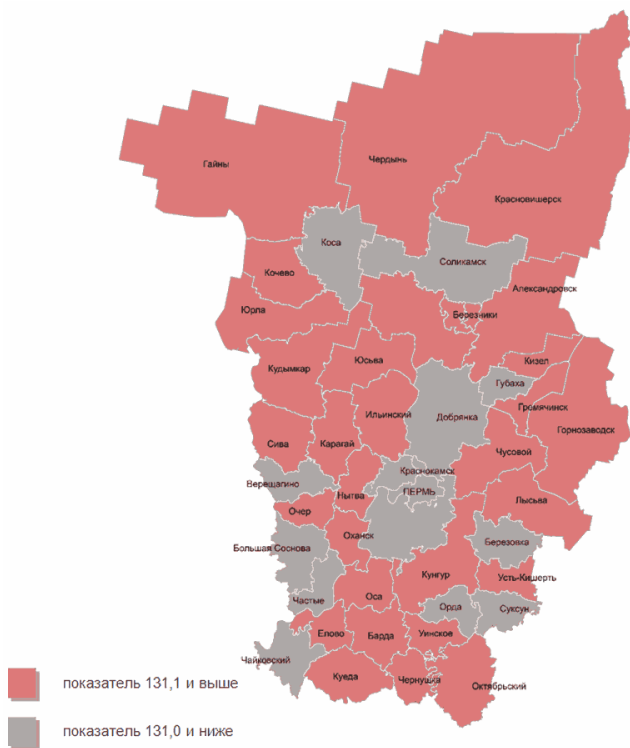 Гайны
Чердынь
Красновишерск
Коса
Соликамск
Кочево
Александровск
Юрла
Березники
Юсьва
Кизел
Кудымкар
Губаха
Ильинский
Добрянка
Громячинск
Горнозаводск
Сива
Карагай
Чусовой
Краснокамск
Верещагино
Нытва
ПЕРМЬ
Лысьва
Очер
Оханск
Березовка
Большая Соснова
Кунгур
Усть-Кишерть
Частые
Оса
Орда
Суксун
Елово
Барда
Уинское
Чайковский
Куеда
Чернушка
Октябрьский
показатель 131,1 и выше
показатель 131,0 и ниже